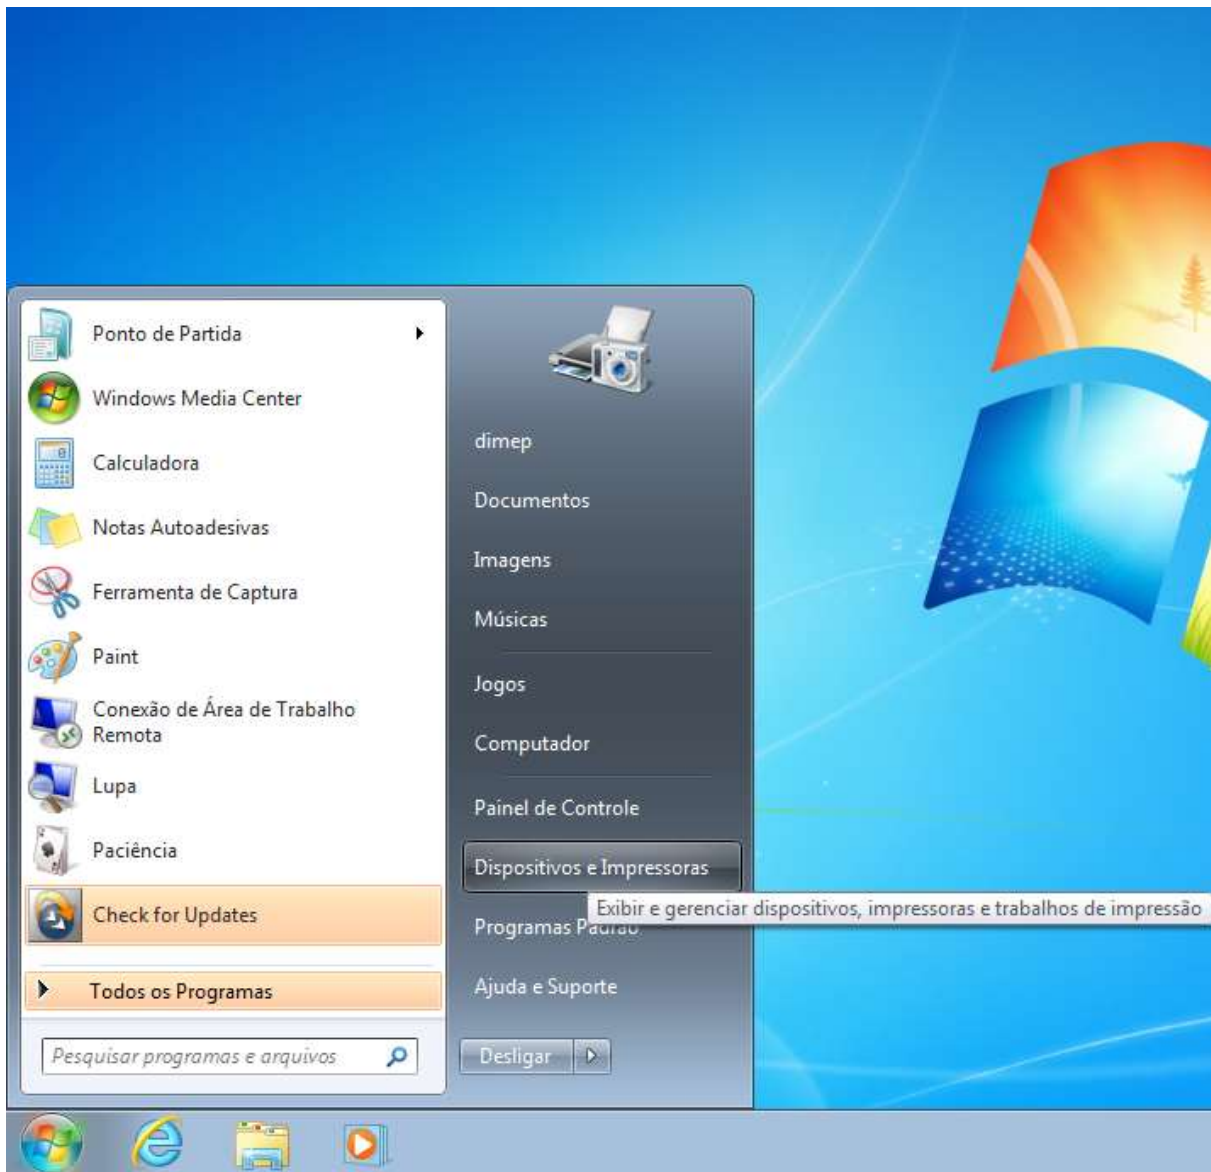 Ponto de Partida
Windows Media Center
Calculadora
Notas Autoadesivas
Ferramenta de Captura
Paint
Conexão de Área de Trabalho
Remota
Lupa
Paciência
Check for Updates
Todos os Programas
Pesquisar programas e arquivos
dimep
Documentos
Imagens
Músicas
Jogos
Computador
Painel de Controle
Dispositivos e Impressoras
Exibir e gerenciar dispositivos, impressoras e trabalhos de impressão
Programas Padrão
Ajuda e Suporte
Desligar